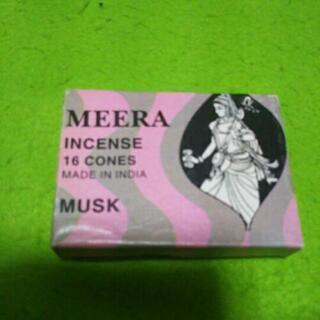 MEERA
INCENSE
16 CONES
MADE IN INDIA
MUSK